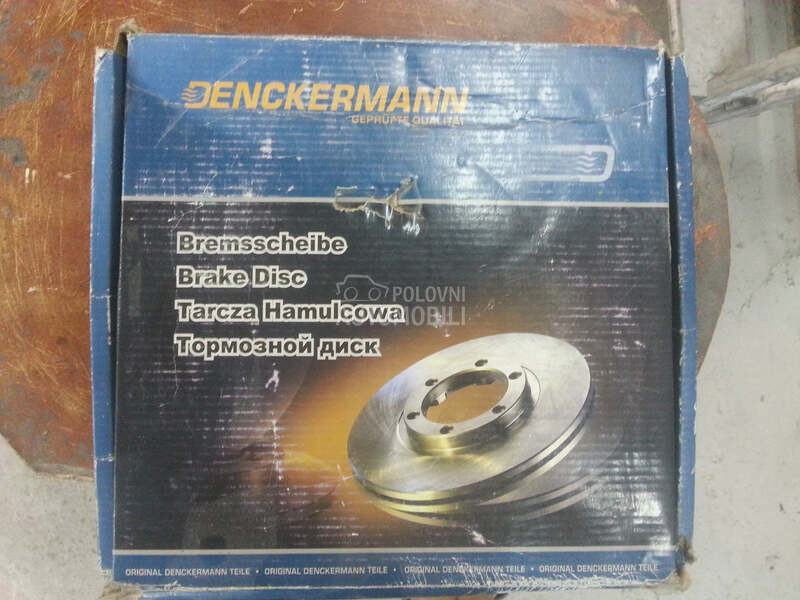 DENCKERMANN
GEPRÜFTE QUALITÄT
Bremsscheibe
Brake Disc
POLOVNI
Tarcza Hamulcowa
AUTOMOBILI
Тормозной диск
ORIGINAL DENCKERMANN TEILE • ORIGINAL DENCKERMANN TEILE • ORIGINAL DENCKERMANN TEILE • ORIGINAL DENCKERMANN TEILE